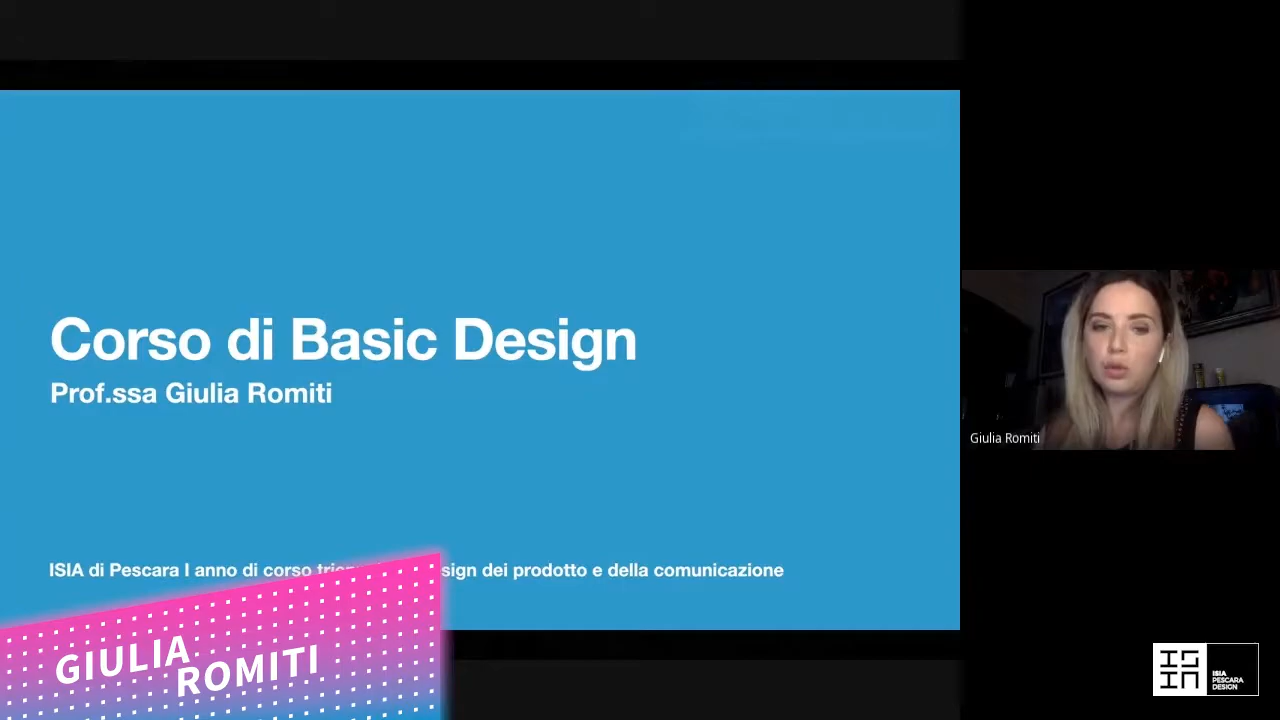 Corso di Basic Design
Prof.ssa Giulia Romiti
Giulia Romiti
ISIA di Pescara I anno di corso sign dei prodotto e della comunicazione
GIULIA
ROMITI
ISIA
PESCARA
DESIGN